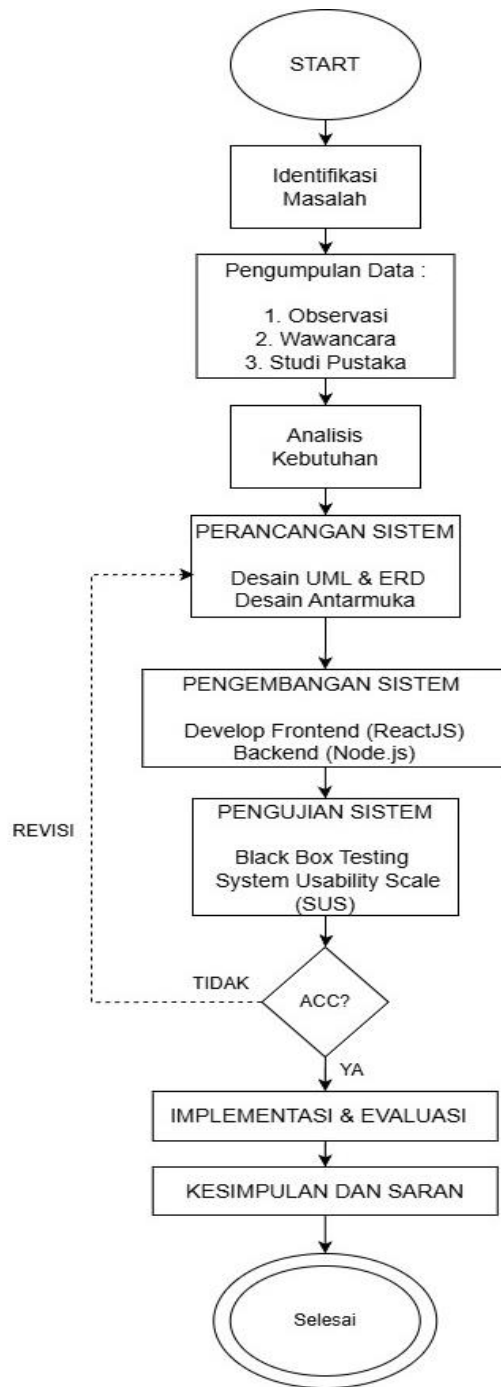 START
Identifikasi
Masalah
Pengumpulan Data :
1. Observasi
2. Wawancara
3. Studi Pustaka
Analisis
Kebutuhan
PERANCANGAN SISTEM
Desain UML & ERD
Desain Antarmuka
PENGEMBANGAN SISTEM
Develop Frontend (ReactJS)
Backend (Node.js)
PENGUJIAN SISTEM
Black Box Testing
System Usability Scale
(SUS)
REVISI
TIDAK
ACC?
YA
IMPLEMENTASI & EVALUASI
KESIMPULAN DAN SARAN
Selesai